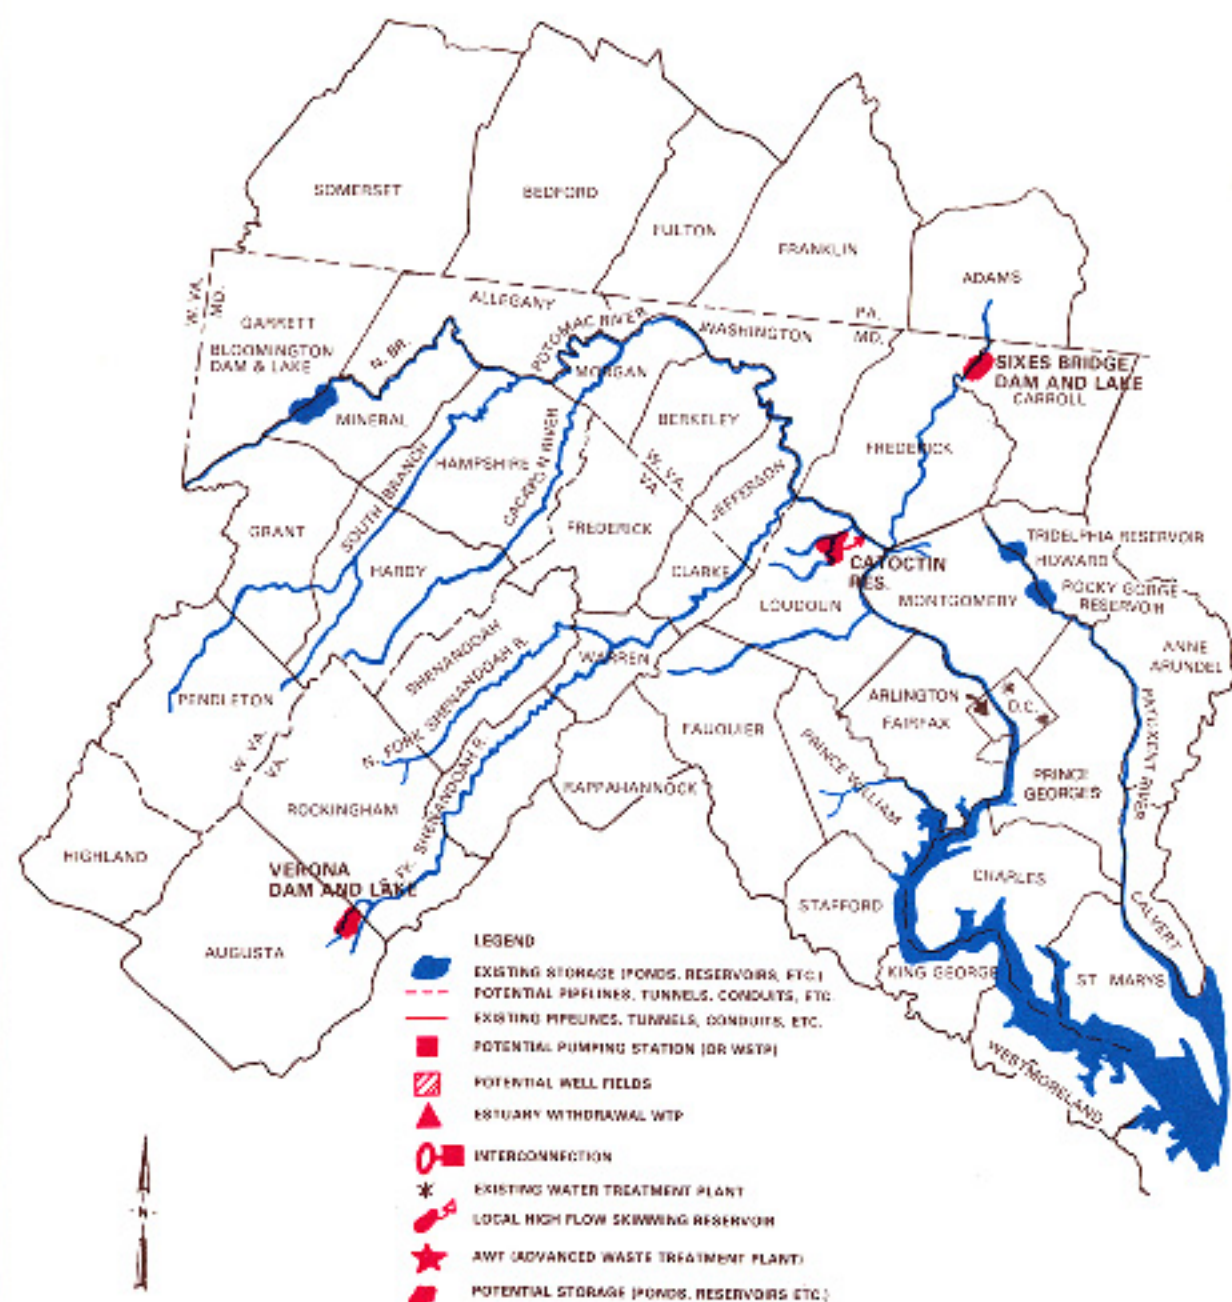 SOMERSET
BEDFORD
FULTON
FRANKLIN
ADAMS
W. VA.
MD.
GARRETT
BLOOMINGTON
DAM & LAKE
ALLEGANY
N. BR.
POTOMAC RIVER
WASHINGTON
PA.
MD.
MORGAN
SIXES BRIDGE
DAM AND LAKE
CARROLL
MINERAL
BERKELEY
HAMPSHIRE
SOUTH BRANCH
CACAPON RIVER
W. VA.
VA
JEFFERSON
FREDERICK
GRANT
HARDY
FREDERICK
CLARKE
CATOCTIN
RES.
LOUDOUN
MONTGOMERY
TRIDELPHIA RESERVOIR
HOWARD
ROCKY GORGE
RESERVOIR
ANNE
ARUNDEL
PENDLETON
SHENANDOAH
N. FORK SHENANDOAH R.
WARREN
ARLINGTON
FAIRFAX
D.C.
FAUQUIER
PRINCE WILLIAM
PRINCE
GEORGES
PATUXENT RIVER
W. VA.
VA.
ROCKINGHAM
S. FK. SHENANDOAH R.
RAPPAHANNOCK
HIGHLAND
VERONA
DAM AND LAKE
AUGUSTA
STAFFORD
CHARLES
CALVERT
KING GEORGE
ST MARYS
WESTMORELAND
LEGEND
EXISTING STORAGE (PONDS, RESERVOIRS, ETC.)
POTENTIAL PIPELINES, TUNNELS, CONDUITS, ETC.
EXISTING PIPELINES, TUNNELS, CONDUITS, ETC.
POTENTIAL PUMPING STATION (OR WSTP)
POTENTIAL WELL FIELDS
ESTUARY WITHDRAWAL WTP
INTERCONNECTION
EXISTING WATER TREATMENT PLANT
LOCAL HIGH FLOW SKIMMING RESERVOIR
AWT (ADVANCED WASTE TREATMENT PLANT)
POTENTIAL STORAGE (PONDS, RESERVOIRS ETC.)
N